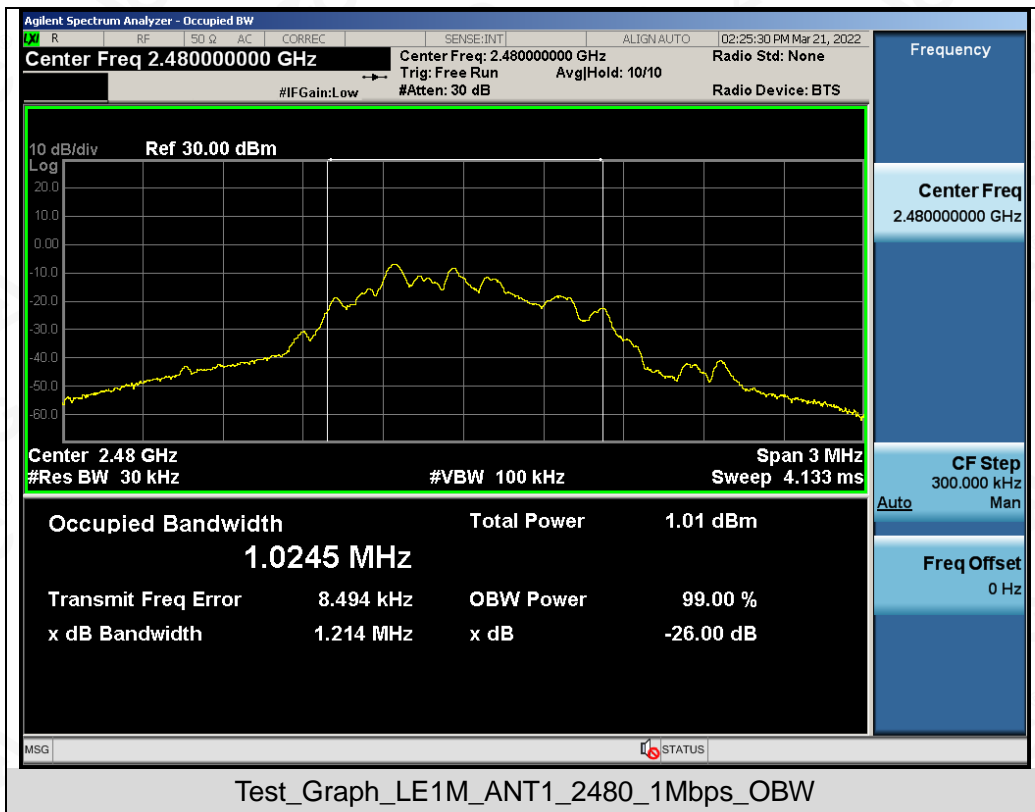 Agilent Spectrum Analyzer - Occupied BW
LXI R RF 50 Ω AC CORREC SENSE:INT ALIGN AUTO 02:25:30 PM Mar 21, 2022
Center Freq 2.480000000 GHz
Center Freq: 2.480000000 GHz
Radio Std: None
Trig: Free Run Avg|Hold: 10/10
#IFGain:Low
#Atten: 30 dB
Radio Device: BTS
Frequency
10 dB/div Ref 30.00 dBm
Log
20.0
10.0
0.00
-10.0
-20.0
-30.0
-40.0
-50.0
-60.0
Center 2.48 GHz
Span 3 MHz
#Res BW 30 kHz
#VBW 100 kHz
Sweep 4.133 ms
Center Freq
2.480000000 GHz
CF Step
300.000 kHz
Auto Man
Freq Offset
0 Hz
Occupied Bandwidth
Total Power 1.01 dBm
1.0245 MHz
Transmit Freq Error 8.494 kHz
OBW Power 99.00 %
x dB Bandwidth 1.214 MHz
x dB -26.00 dB
MSG
STATUS
Test_Graph_LE1M_ANT1_2480_1Mbps_OBW